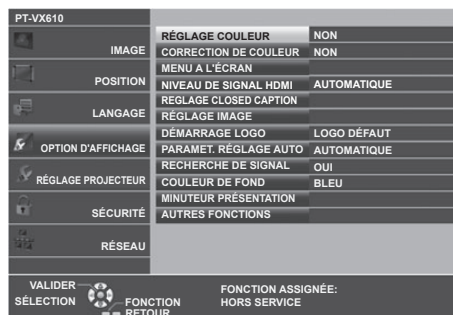 PT-VX610
IMAGE
POSITION
LANGAGE
OPTION D'AFFICHAGE
RÉGLAGE PROJECTEUR
SÉCURITÉ
RÉSEAU
RÉGLAGE COULEUR NON
CORRECTION DE COULEUR NON
MENU A L'ÉCRAN
NIVEAU DE SIGNAL HDMI AUTOMATIQUE
REGLAGE CLOSED CAPTION
RÉGLAGE IMAGE
DÉMARRAGE LOGO LOGO DÉFAUT
PARAMET. RÉGLAGE AUTO AUTOMATIQUE
RECHERCHE DE SIGNAL OUI
COULEUR DE FOND BLEU
MINUTEUR PRÉSENTATION
AUTRES FONCTIONS
VALIDER
SÉLECTION
FONCTION
RETOUR
FONCTION ASSIGNÉE:
HORS SERVICE